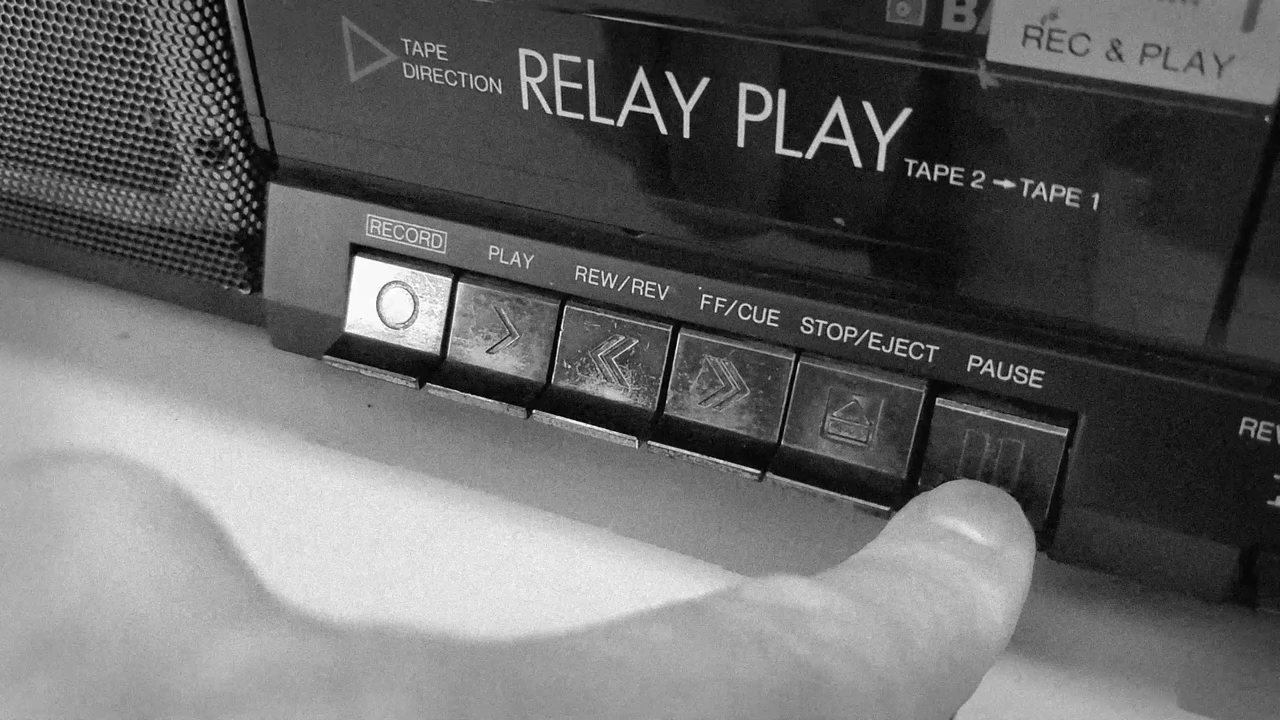 REC & PLAY
TAPE
DIRECTION
RELAY PLAY
TAPE 2 → TAPE 1
RECORD
PLAY
REW/REV
FF/CUE
STOP/EJECT
PAUSE